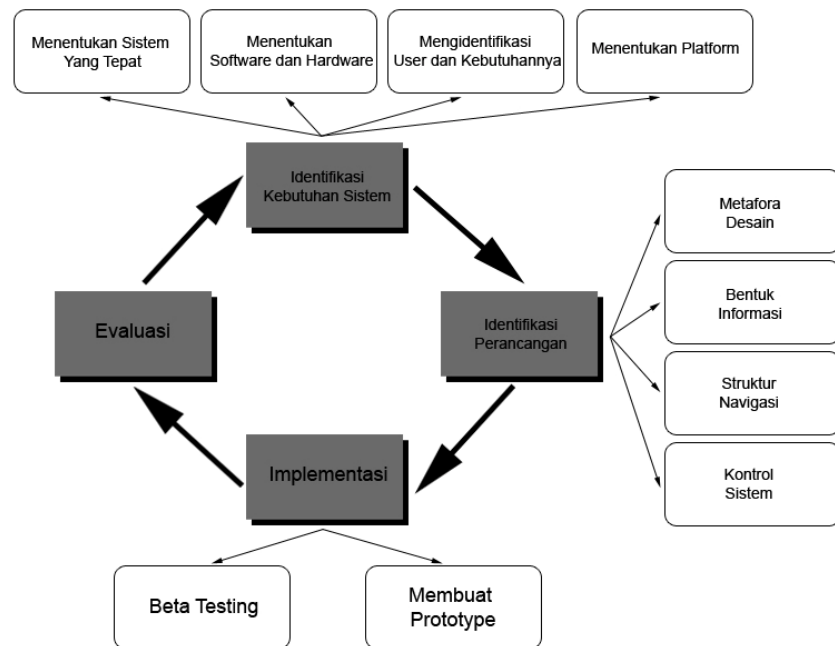 Menentukan Sistem
Yang Tepat
Menentukan
Software dan Hardware
Mengidentifikasi
User dan Kebutuhannya
Menentukan Platform
Identifikasi
Kebutuhan Sistem
Metafora
Desain
Bentuk
Informasi
Struktur
Navigasi
Kontrol
Sistem
Identifikasi
Perancangan
Evaluasi
Implementasi
Beta Testing
Membuat
Prototype